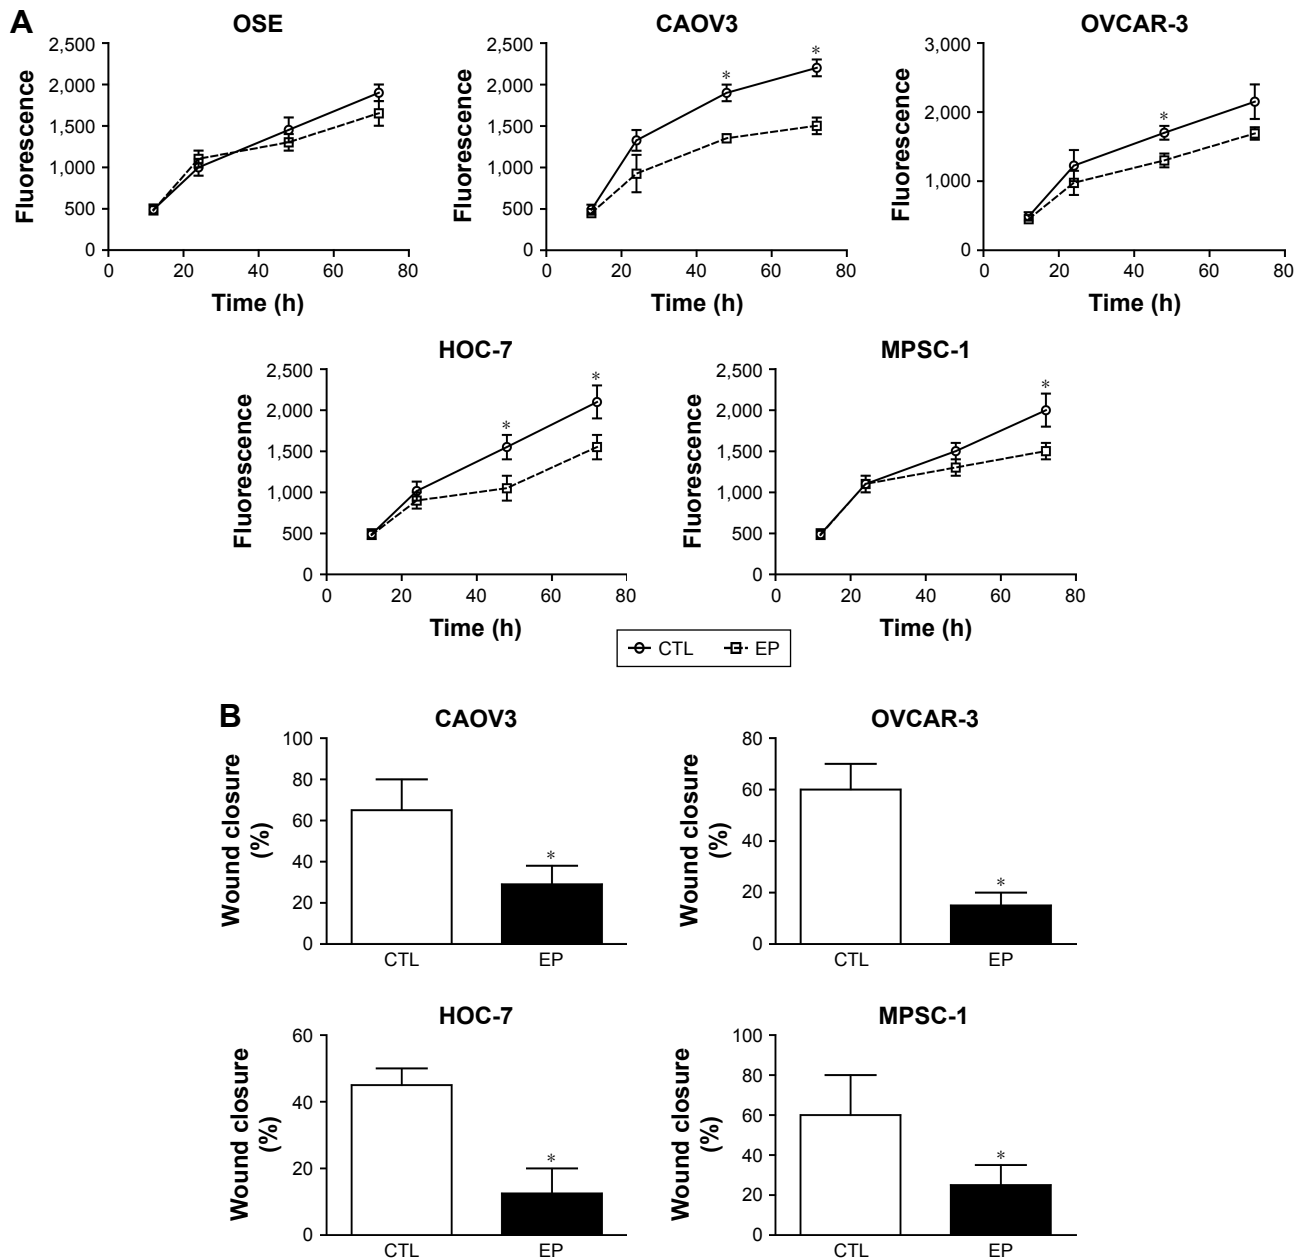 A
OSE
Fluorescence
2,500
2,000
1,500
1,000
500
0
0 20 40 60 80
Time (h)
CAOV3
Fluorescence
2,500
2,000
1,500
1,000
500
0
* *
0 20 40 60 80
Time (h)
OVCAR-3
Fluorescence
3,000
2,000
1,000
0
*
0 20 40 60 80
Time (h)
HOC-7
Fluorescence
2,500
2,000
1,500
1,000
500
0
* *
0 20 40 60 80
Time (h)
MPSC-1
Fluorescence
2,500
2,000
1,500
1,000
500
0
*
0 20 40 60 80
Time (h)
CTL EP
B
CAOV3
Wound closure
(%)
100
80
60
40
20
0
*
CTL EP
OVCAR-3
Wound closure
(%)
80
60
40
20
0
*
CTL EP
HOC-7
Wound closure
(%)
60
40
20
0
*
CTL EP
MPSC-1
Wound closure
(%)
100
80
60
40
20
0
*
CTL EP